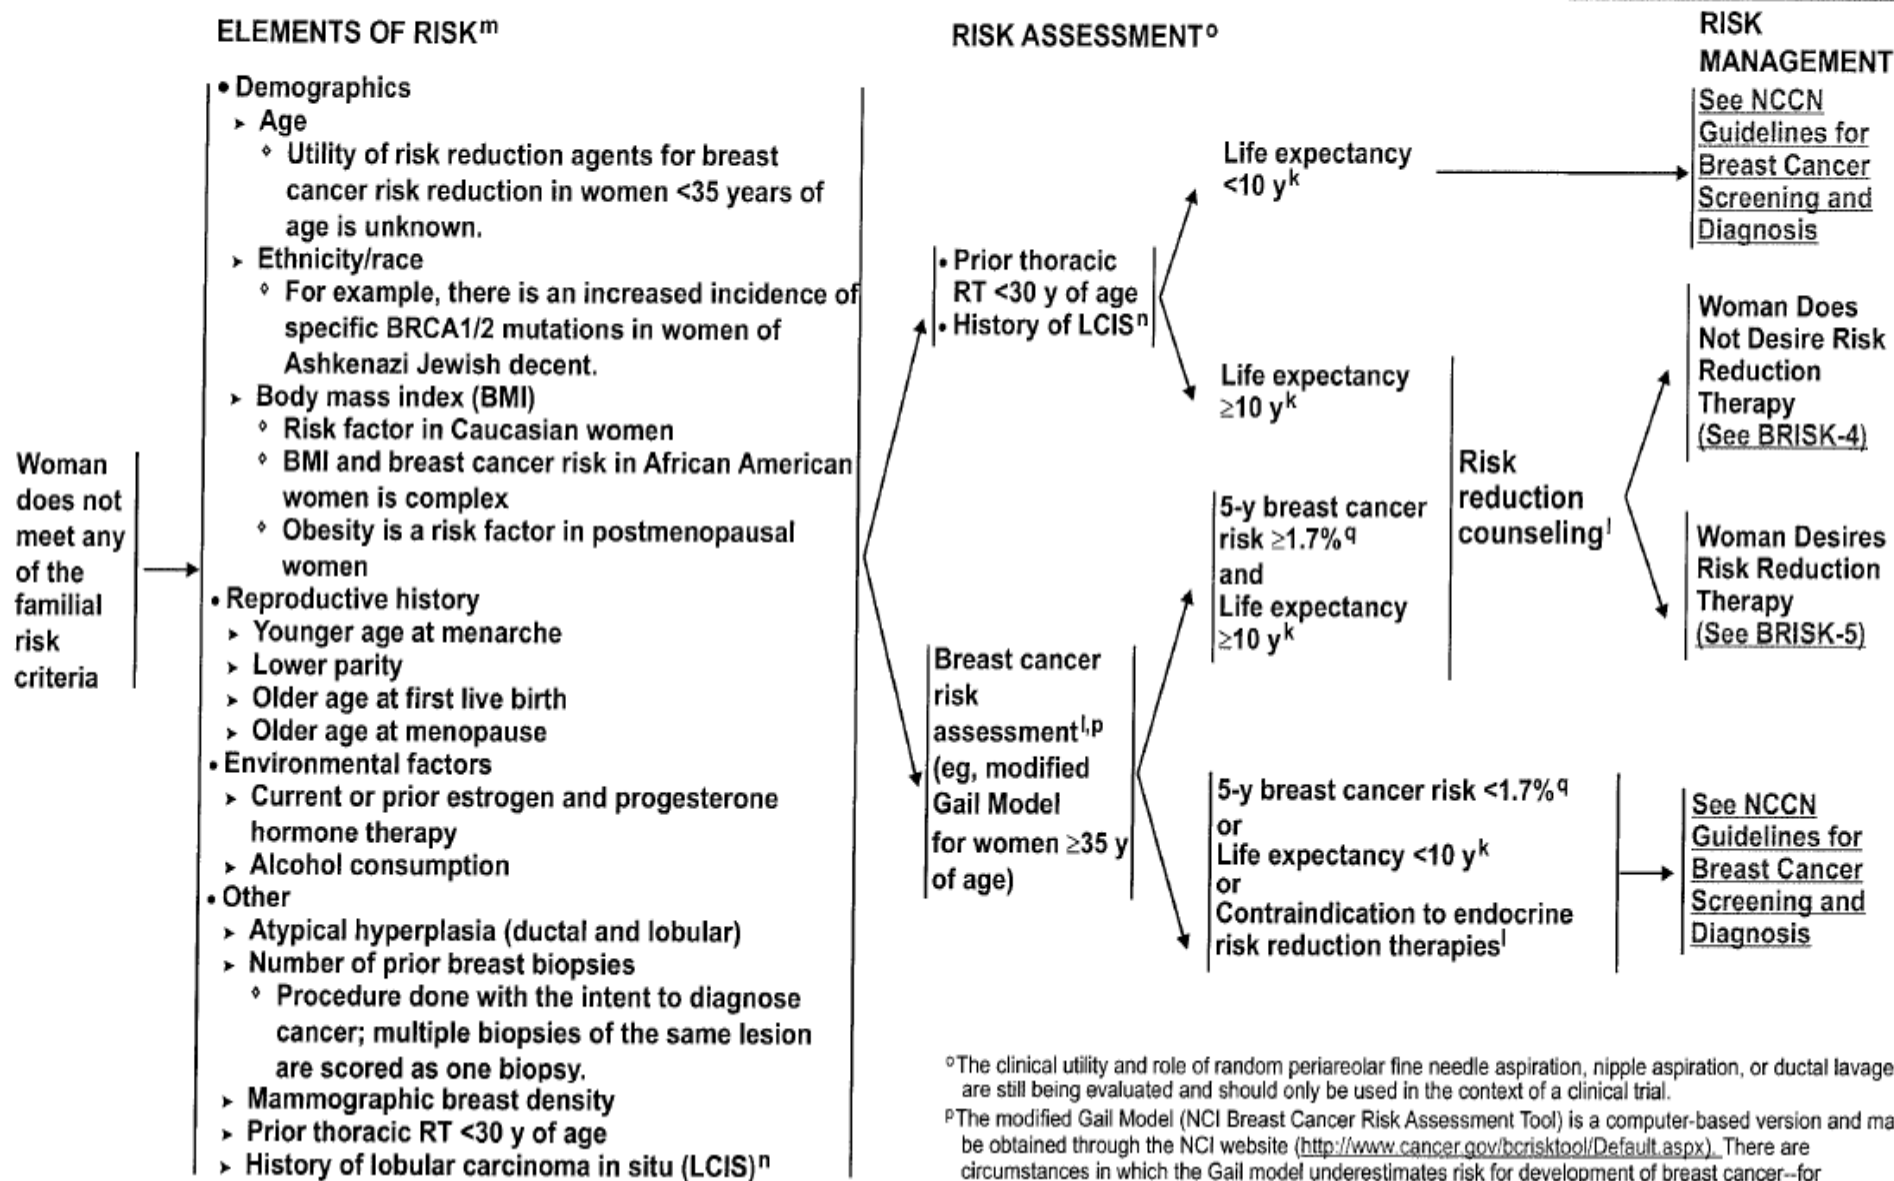 ELEMENTS OF RISKm
• Demographics
➤ Age
⋄ Utility of risk reduction agents for breast
cancer risk reduction in women <35 years of
age is unknown.
➤ Ethnicity/race
⋄ For example, there is an increased incidence of
specific BRCA1/2 mutations in women of
Ashkenazi Jewish decent.
➤ Body mass index (BMI)
⋄ Risk factor in Caucasian women
⋄ BMI and breast cancer risk in African American
women is complex
⋄ Obesity is a risk factor in postmenopausal
women
• Reproductive history
➤ Younger age at menarche
➤ Lower parity
➤ Older age at first live birth
➤ Older age at menopause
• Environmental factors
➤ Current or prior estrogen and progesterone
hormone therapy
➤ Alcohol consumption
• Other
➤ Atypical hyperplasia (ductal and lobular)
➤ Number of prior breast biopsies
⋄ Procedure done with the intent to diagnose
cancer; multiple biopsies of the same lesion
are scored as one biopsy.
➤ Mammographic breast density
➤ Prior thoracic RT <30 y of age
➤ History of lobular carcinoma in situ (LCIS)n
Woman
does not
meet any
of the
familial
risk
criteria
RISK ASSESSMENTo
• Prior thoracic
RT <30 y of age
• History of LCISn
Life expectancy
<10 yk
Life expectancy
≥10 yk
Breast cancer
risk
assessmentl,p
(eg, modified
Gail Model
for women ≥35 y
of age)
5-y breast cancer
risk ≥1.7%q
and
Life expectancy
≥10 yk
5-y breast cancer risk <1.7%q
or
Life expectancy <10 yk
or
Contraindication to endocrine
risk reduction therapiesl
Risk
reduction
counselingl
RISK
MANAGEMENT
See NCCN
Guidelines for
Breast Cancer
Screening and
Diagnosis
Woman Does
Not Desire Risk
Reduction
Therapy
(See BRISK-4)
Woman Desires
Risk Reduction
Therapy
(See BRISK-5)
See NCCN
Guidelines for
Breast Cancer
Screening and
Diagnosis
oThe clinical utility and role of random periareolar fine needle aspiration, nipple aspiration, or ductal lavage
are still being evaluated and should only be used in the context of a clinical trial.
pThe modified Gail Model (NCI Breast Cancer Risk Assessment Tool) is a computer-based version and ma
be obtained through the NCI website (http://www.cancer.gov/bcrisktool/Default.aspx). There are
circumstances in which the Gail model underestimates risk for development of breast cancer--for